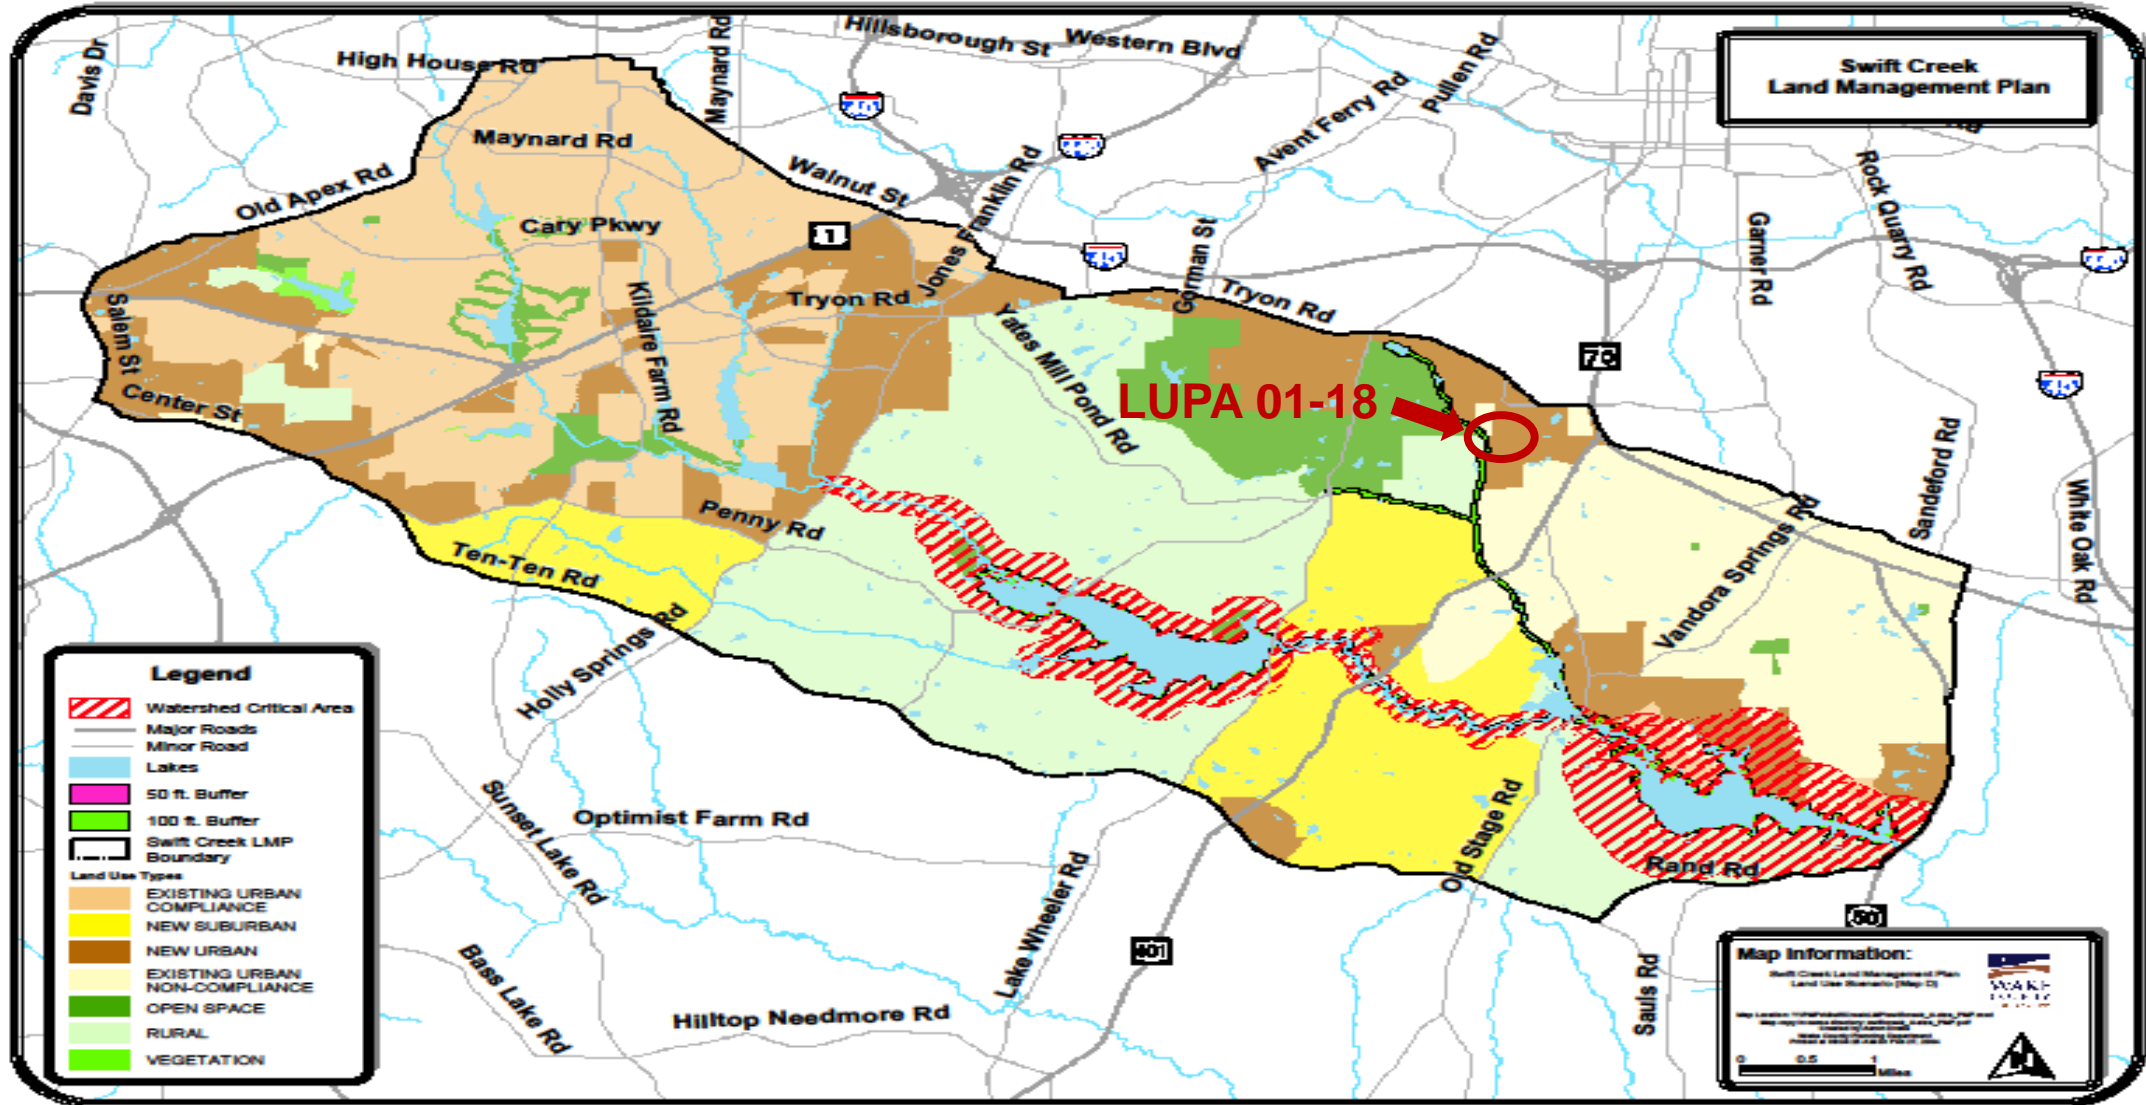 Swift Creek
Land Management Plan
Hillsborough St
Western Blvd
High House Rd
Davis Dr
Maynard Rd
Pullen Rd
Avent Ferry Rd
Maynard Rd
Walnut St
Jones Franklin Rd
Old Apex Rd
Cary Pkwy
1
Rock Quarry Rd
Garner Rd
Gorman St
Tryon Rd
Tryon Rd
Salem St
Kildaire Farm Rd
Yates Mill Pond Rd
Center St
LUPA 01-18
Sandeford Rd
White Oak Rd
Penny Rd
Ten-Ten Rd
Vandora Springs Rd
Holly Springs Rd
Sunset Lake Rd
Optimist Farm Rd
Old Stage Rd
Rand Rd
Lake Wheeler Rd
401
50
Bass Lake Rd
Hilltop Needmore Rd
Sauls Rd
Legend
Watershed Critical Area
Major Roads
Minor Road
Lakes
50 ft. Buffer
100 ft. Buffer
Swift Creek LMP
Boundary
Land Use Types
EXISTING URBAN
COMPLIANCE
NEW SUBURBAN
NEW URBAN
EXISTING URBAN
NON-COMPLIANCE
OPEN SPACE
RURAL
VEGETATION
Map Information:
Swift Creek Land Management Plan
Land Use Scenario (Map D)
WAKE
COUNTY
0 0.5 1
Miles
N